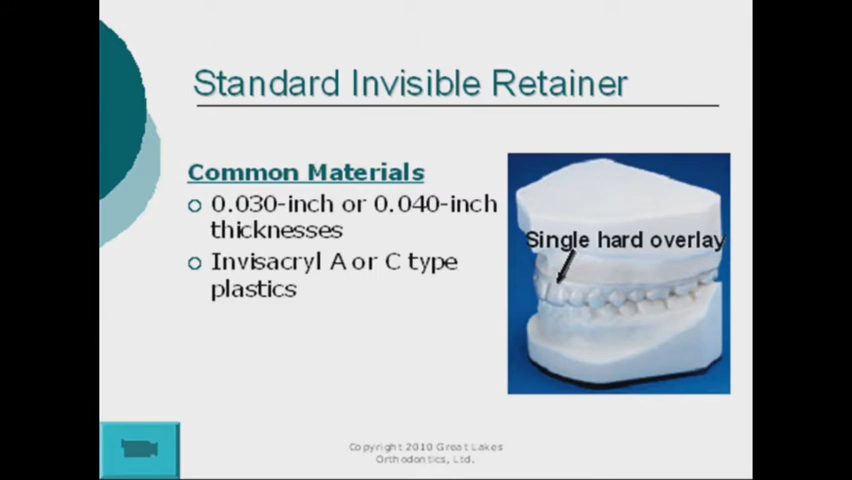 Standard Invisible Retainer
Common Materials
0.030-inch or 0.040-inch
thicknesses
Invisacryl A or C type
plastics
Single hard overlay
Copyright 2010 Great Lakes
Orthodontics, Ltd.